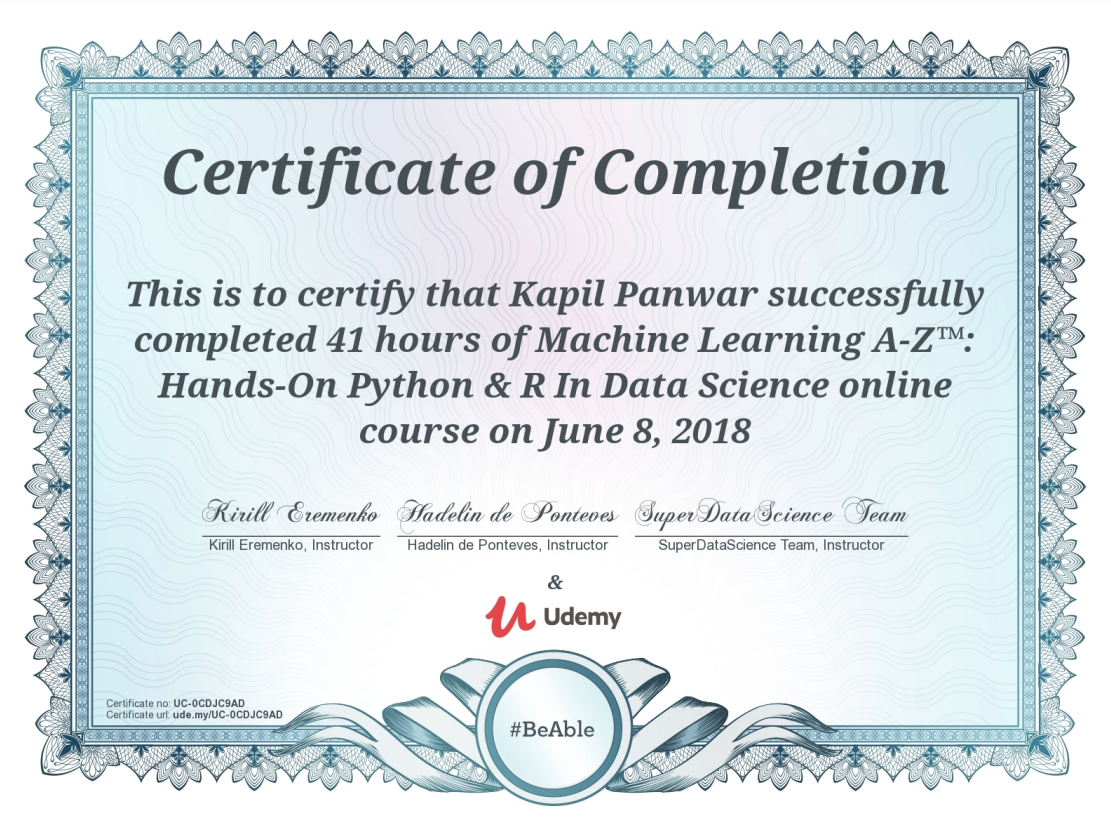 Certificate of Completion
This is to certify that Kapil Panwar successfully
completed 41 hours of Machine Learning A-Z™:
Hands-On Python & R In Data Science online
course on June 8, 2018
Kirill Eremenko Hadelin de Ponteves SuperDataScience Team
Kirill Eremenko, Instructor Hadelin de Ponteves, Instructor SuperDataScience Team, Instructor
&
Udemy
Certificate no: UC-0CDJC9AD
Certificate url: ude.my/UC-0CDJC9AD
#BeAble